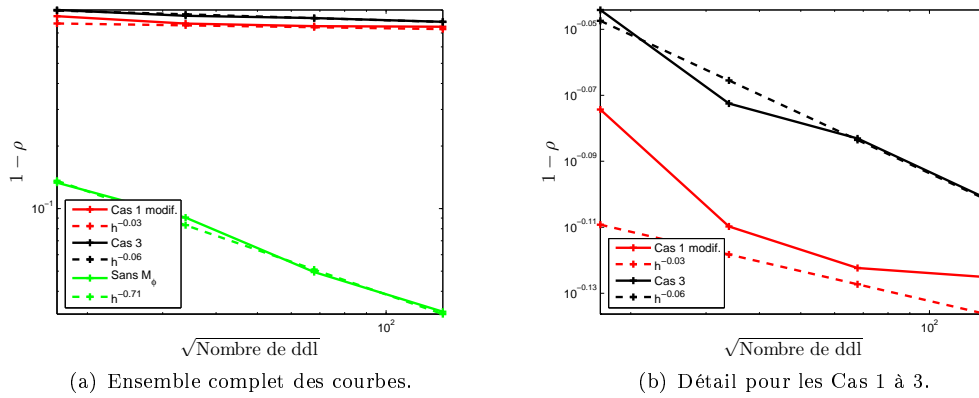 1 − ρ
10^{-1}
Cas 1 modif.
h^{-0.03}
Cas 3
h^{-0.06}
Sans M_ϕ
h^{-0.71}
10^2
√Nombre de ddl
(a) Ensemble complet des courbes.
1 − ρ
10^{-0.05}
10^{-0.07}
10^{-0.09}
10^{-0.11}
10^{-0.13}
Cas 1 modif.
h^{-0.03}
Cas 3
h^{-0.06}
10^2
√Nombre de ddl
(b) Détail pour les Cas 1 à 3.